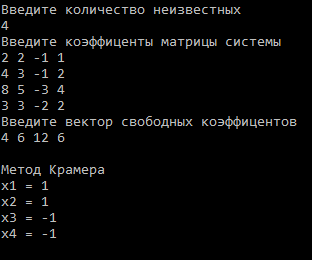 Введите количество неизвестных
4
Введите коэффиценты матрицы системы
2 2 -1 1
4 3 -1 2
8 5 -3 4
3 3 -2 2
Введите вектор свободных коэффицентов
4 6 12 6
Метод Крамера
x1 = 1
x2 = 1
x3 = -1
x4 = -1